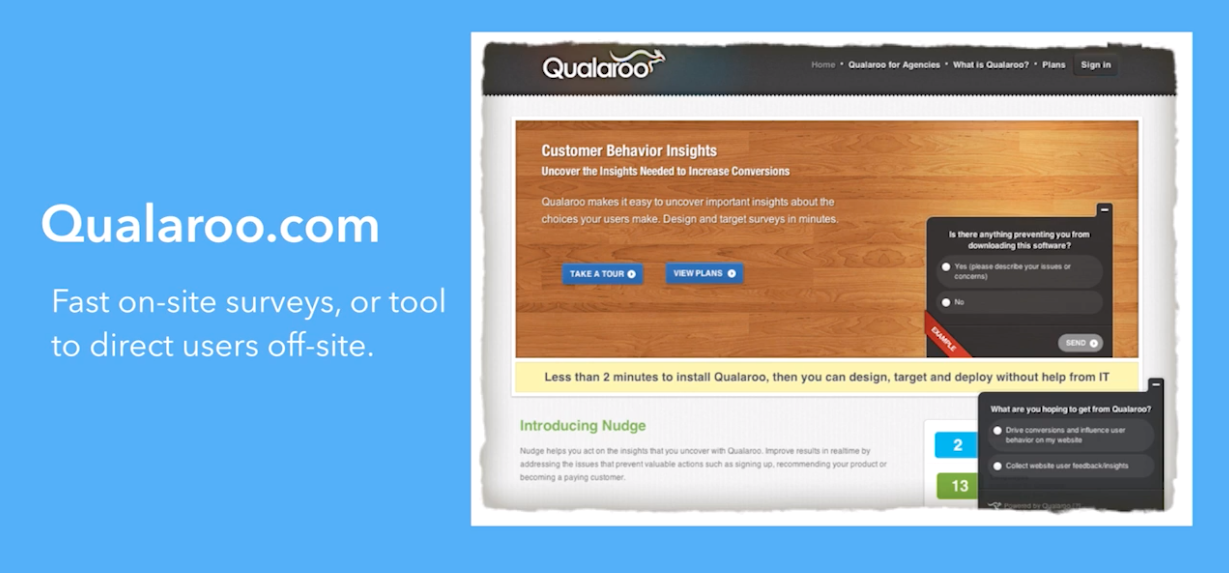 Qualaroo.com
Fast on-site surveys, or tool
to direct users off-site.
Qualaroo
Home • Qualaroo for Agencies • What is Qualaroo? • Plans Sign in
Customer Behavior Insights
Uncover the Insights Needed to Increase Conversions
Qualaroo makes it easy to uncover important insights about the
choices your users make. Design and target surveys in minutes.
TAKE A TOUR
VIEW PLANS
Is there anything preventing you from
downloading this software?
Yes (please describe your issues or
concerns)
No
EXAMPLE
SEND
Less than 2 minutes to install Qualaroo, then you can design, target and deploy without help from IT
Introducing Nudge
Nudge helps you act on the insights that you uncover with Qualaroo. Improve results in realtime by
addressing the issues that prevent valuable actions such as signing up, recommending your product or
becoming a paying customer.
2
13
What are you hoping to get from Qualaroo?
Drive conversions and influence user
behavior on my website
Collect website user feedback/insights
Powered by Qualaroo